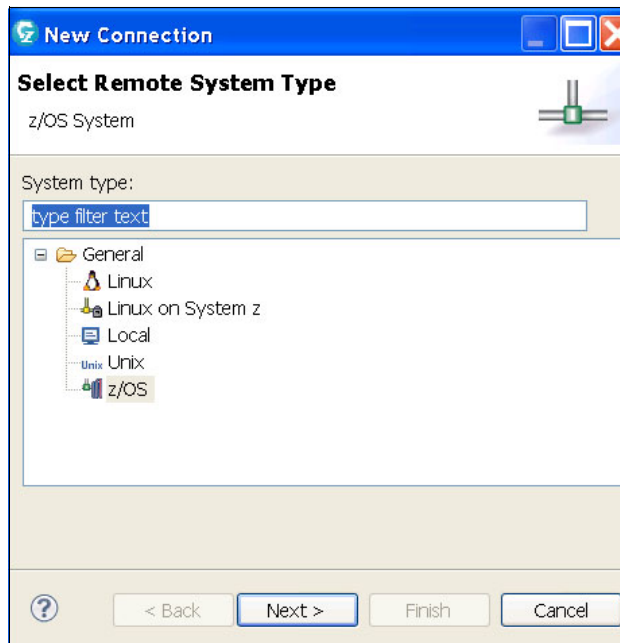 New Connection
Select Remote System Type
z/OS System
System type:
type filter text
General
Linux
Linux on System z
Local
Unix Unix
z/OS
? < Back Next > Finish Cancel